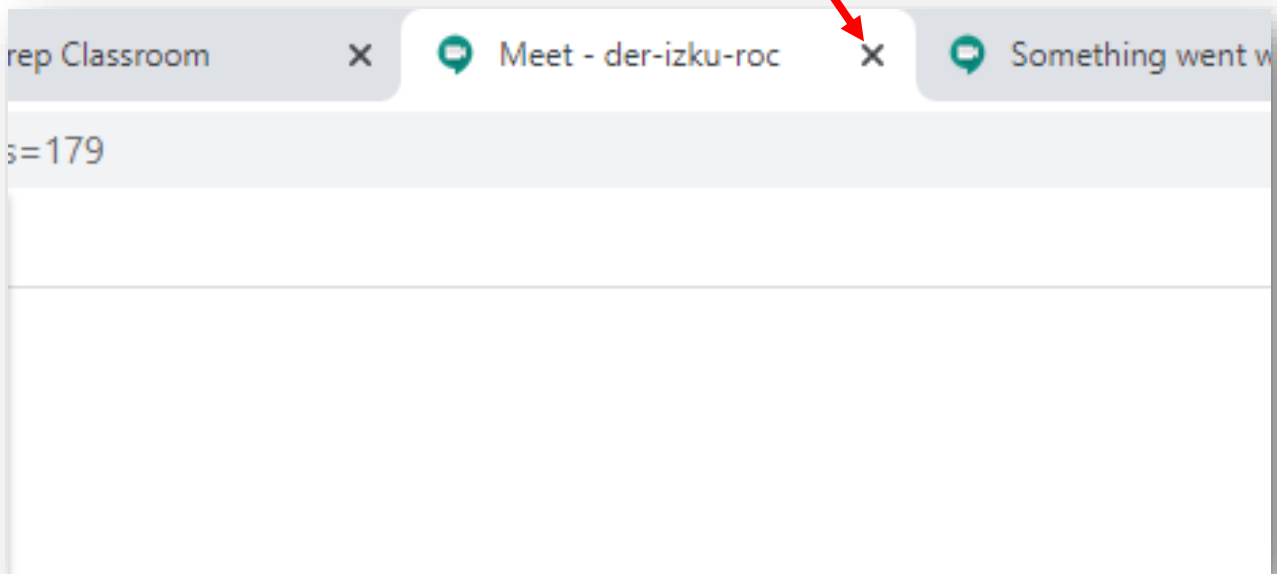 rep Classroom
Meet - der-izku-roc
Something went w
s=179